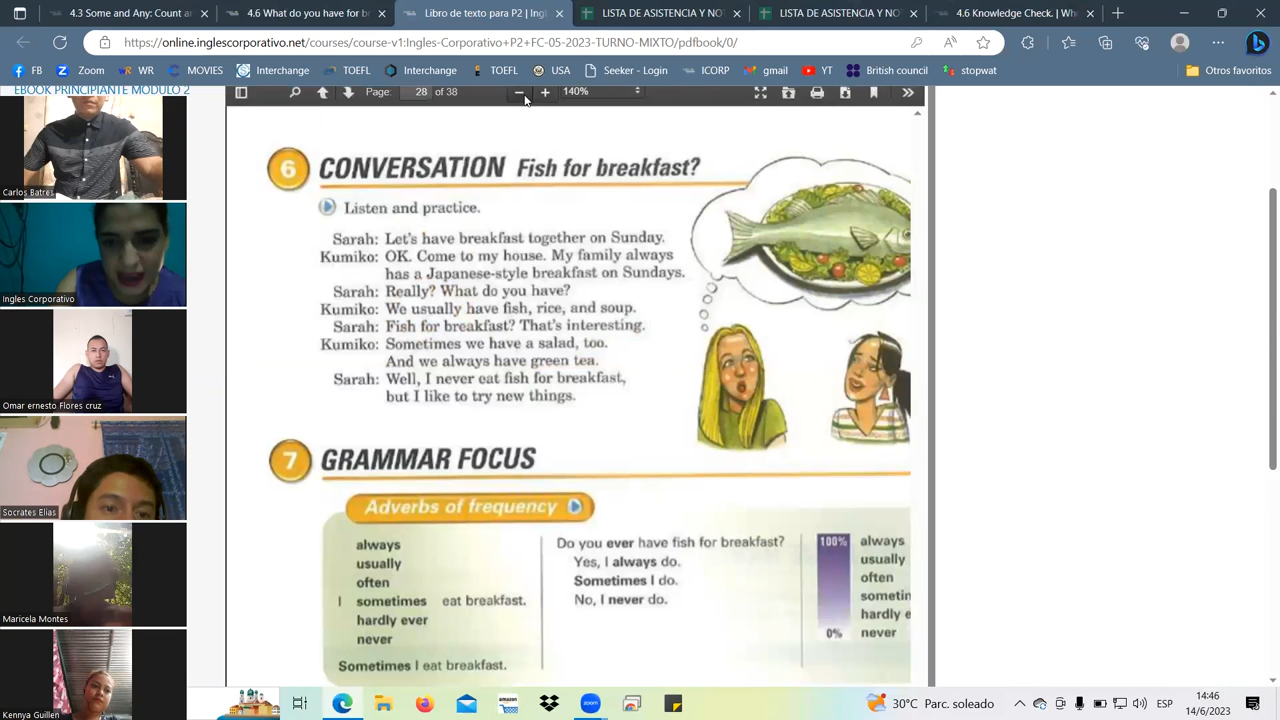 4.3 Some Any Count ar
4.6 What do you have for br
Libro de texto para P2 | Ing
LISTA DE ASISTENCIA Y NOT
LISTA DE ASISTENCIA Y NOT
4.6 Knowledge Check. | Whe
https://online.inglescorporativo.net/courses/course-v1:Ingles-Corporativo+P2+FC-05-2023-TURNO-MIXTO/pdfbook/0/
FB
Zoom
WR
MOVIES
Interchange
TOEFL
Interchange
TOEFL
USA
Seeker - Login
ICORP
gmail
YT
British council
stopwat
Otros favoritos
EBOOK PRINCIPIANTE MODULO 2
Page: 28 of 38
140%
6 CONVERSATION Fish for breakfast?
Listen and practice.
Sarah: Let's have breakfast together on Sunday.
Kumiko: OK. Come to my house. My family always
has a Japanese-style breakfast on Sundays.
Sarah: Really? What do you have?
Kumiko: We usually have fish, rice, and soup.
Sarah: Fish for breakfast? That's interesting.
Kumiko: Sometimes we have a salad, too.
And we always have green tea.
Sarah: Well, I never eat fish for breakfast,
but I like to try new things.
7 GRAMMAR FOCUS
Adverbs of frequency
always
usually
often
I sometimes eat breakfast.
hardly ever
never
Sometimes I eat breakfast.
Do you ever have fish for breakfast?
Yes, I always do.
Sometimes I do.
No, I never do.
100% always
usually
often
sometin
hardly e
0% never
Carlos Batres
Ingles Corporativo
Omar ernesto Flores cruz
Socrates Elias
Maricela Montes
Kennya Guillen
amazon
zoom
30°C Parc. soleado
ESP
14:46
14/6/2023